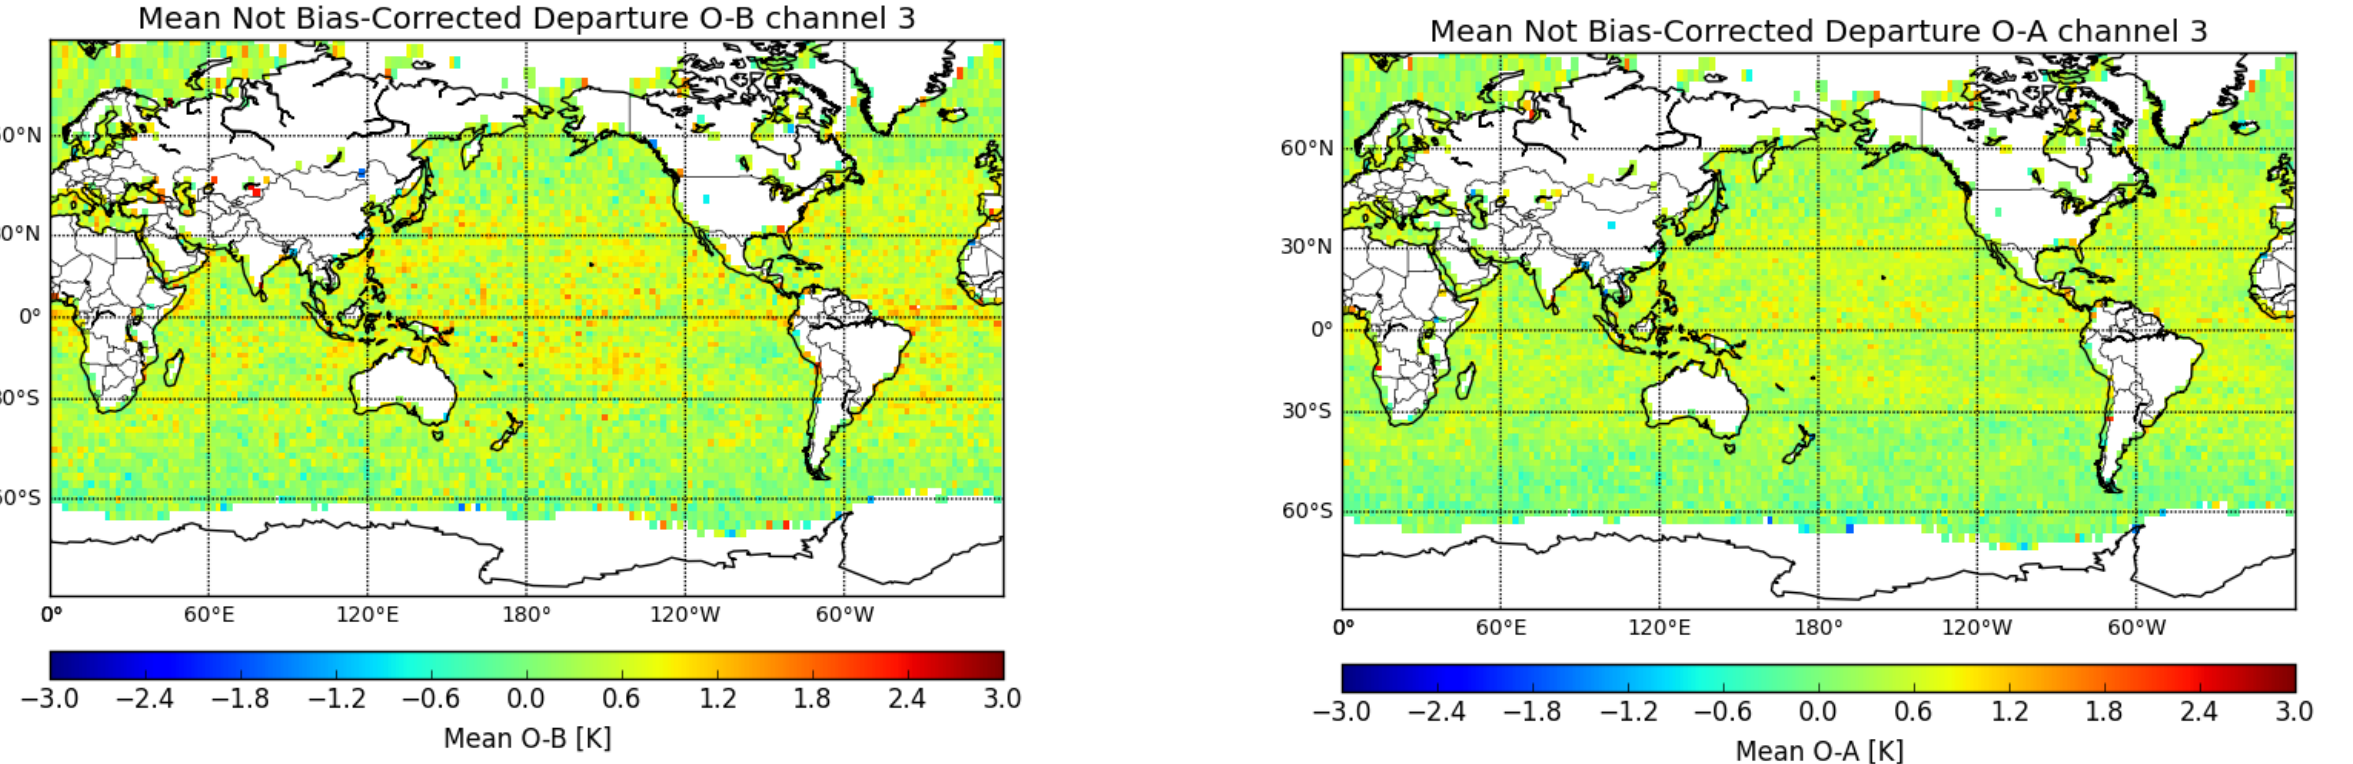 Mean Not Bias-Corrected Departure O-B channel 3
0°N
0°N
0°
0°S
0°S
0° 60°E 120°E 180° 120°W 60°W
−3.0 −2.4 −1.8 −1.2 −0.6 0.0 0.6 1.2 1.8 2.4 3.0
Mean O-B [K]
Mean Not Bias-Corrected Departure O-A channel 3
60°N
30°N
0°
30°S
60°S
0° 60°E 120°E 180° 120°W 60°W
−3.0 −2.4 −1.8 −1.2 −0.6 0.0 0.6 1.2 1.8 2.4 3.0
Mean O-A [K]